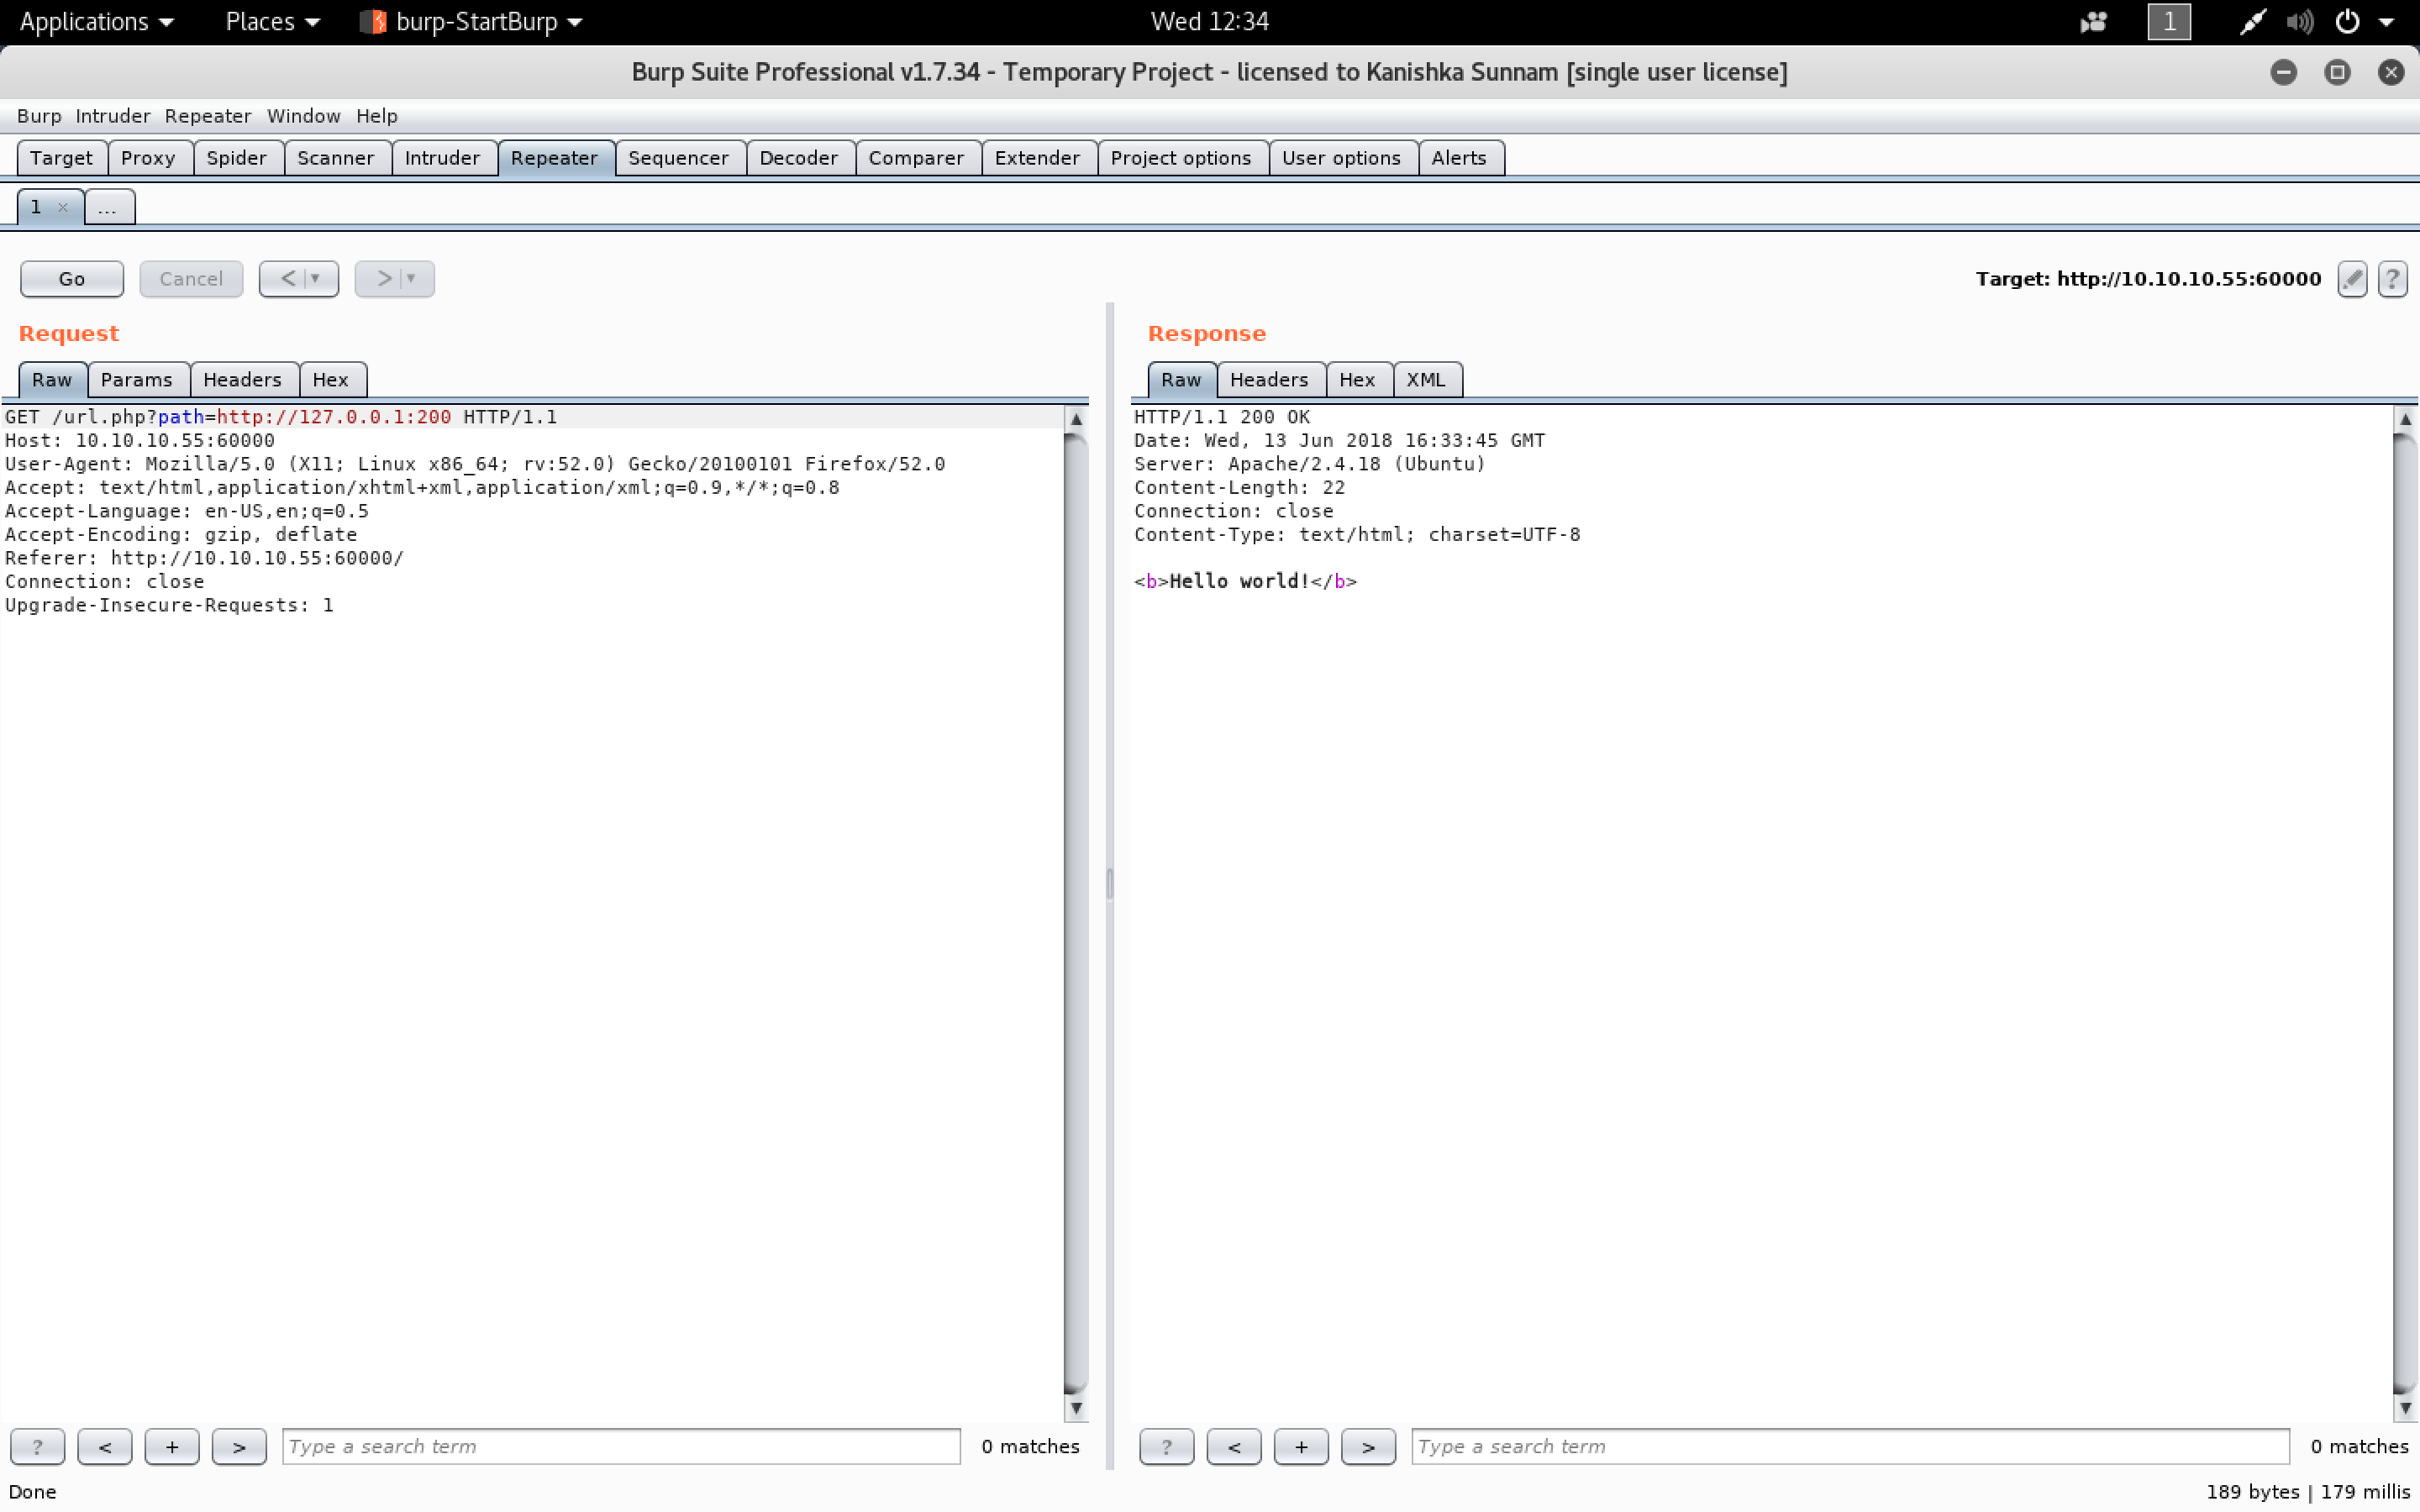 Applications Places burp-StartBurp Wed 12:34 1
Burp Suite Professional v1.7.34 - Temporary Project - licensed to Kanishka Sunnam [single user license]
Burp Intruder Repeater Window Help
Target Proxy Spider Scanner Intruder Repeater Sequencer Decoder Comparer Extender Project options User options Alerts
1 × ...
Go Cancel < > Target: http://10.10.10.55:60000 ?
Request
Raw Params Headers Hex
GET /url.php?path=http://127.0.0.1:200 HTTP/1.1
Host: 10.10.10.55:60000
User-Agent: Mozilla/5.0 (X11; Linux x86_64; rv:52.0) Gecko/20100101 Firefox/52.0
Accept: text/html,application/xhtml+xml,application/xml;q=0.9,*/*;q=0.8
Accept-Language: en-US,en;q=0.5
Accept-Encoding: gzip, deflate
Referer: http://10.10.10.55:60000/
Connection: close
Upgrade-Insecure-Requests: 1
? < + > Type a search term 0 matches
Response
Raw Headers Hex XML
HTTP/1.1 200 OK
Date: Wed, 13 Jun 2018 16:33:45 GMT
Server: Apache/2.4.18 (Ubuntu)
Content-Length: 22
Connection: close
Content-Type: text/html; charset=UTF-8
<b>Hello world!</b>
? < + > Type a search term 0 matches
Done 189 bytes | 179 millis